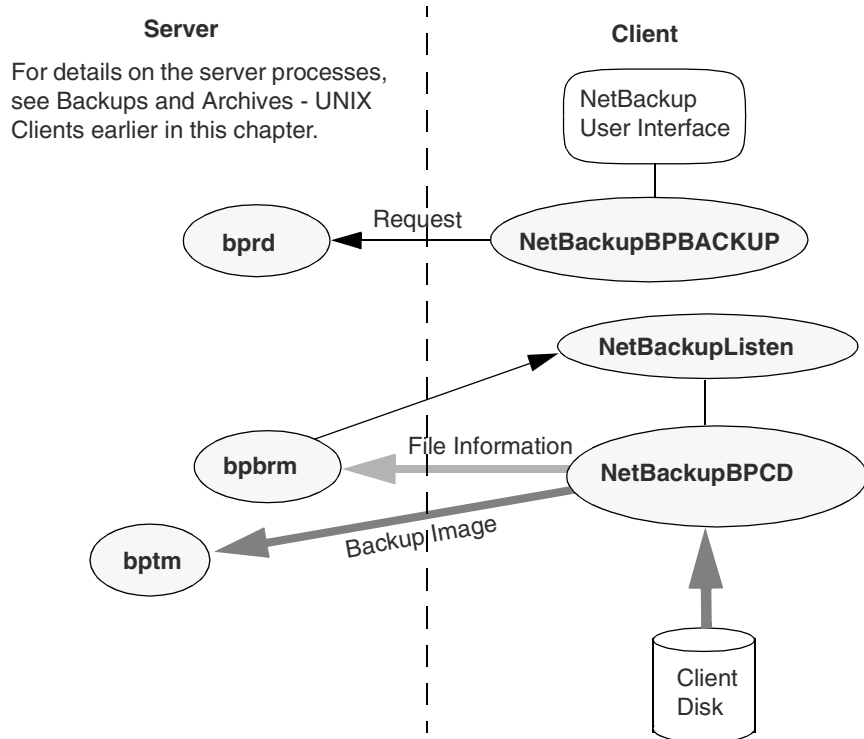 Server
For details on the server processes,
see Backups and Archives - UNIX
Clients earlier in this chapter.
Client
NetBackup
User Interface
Request
bprd
NetBackupBPBACKUP
NetBackupListen
File Information
bpbrm
NetBackupBPCD
Backup Image
bptm
Client
Disk